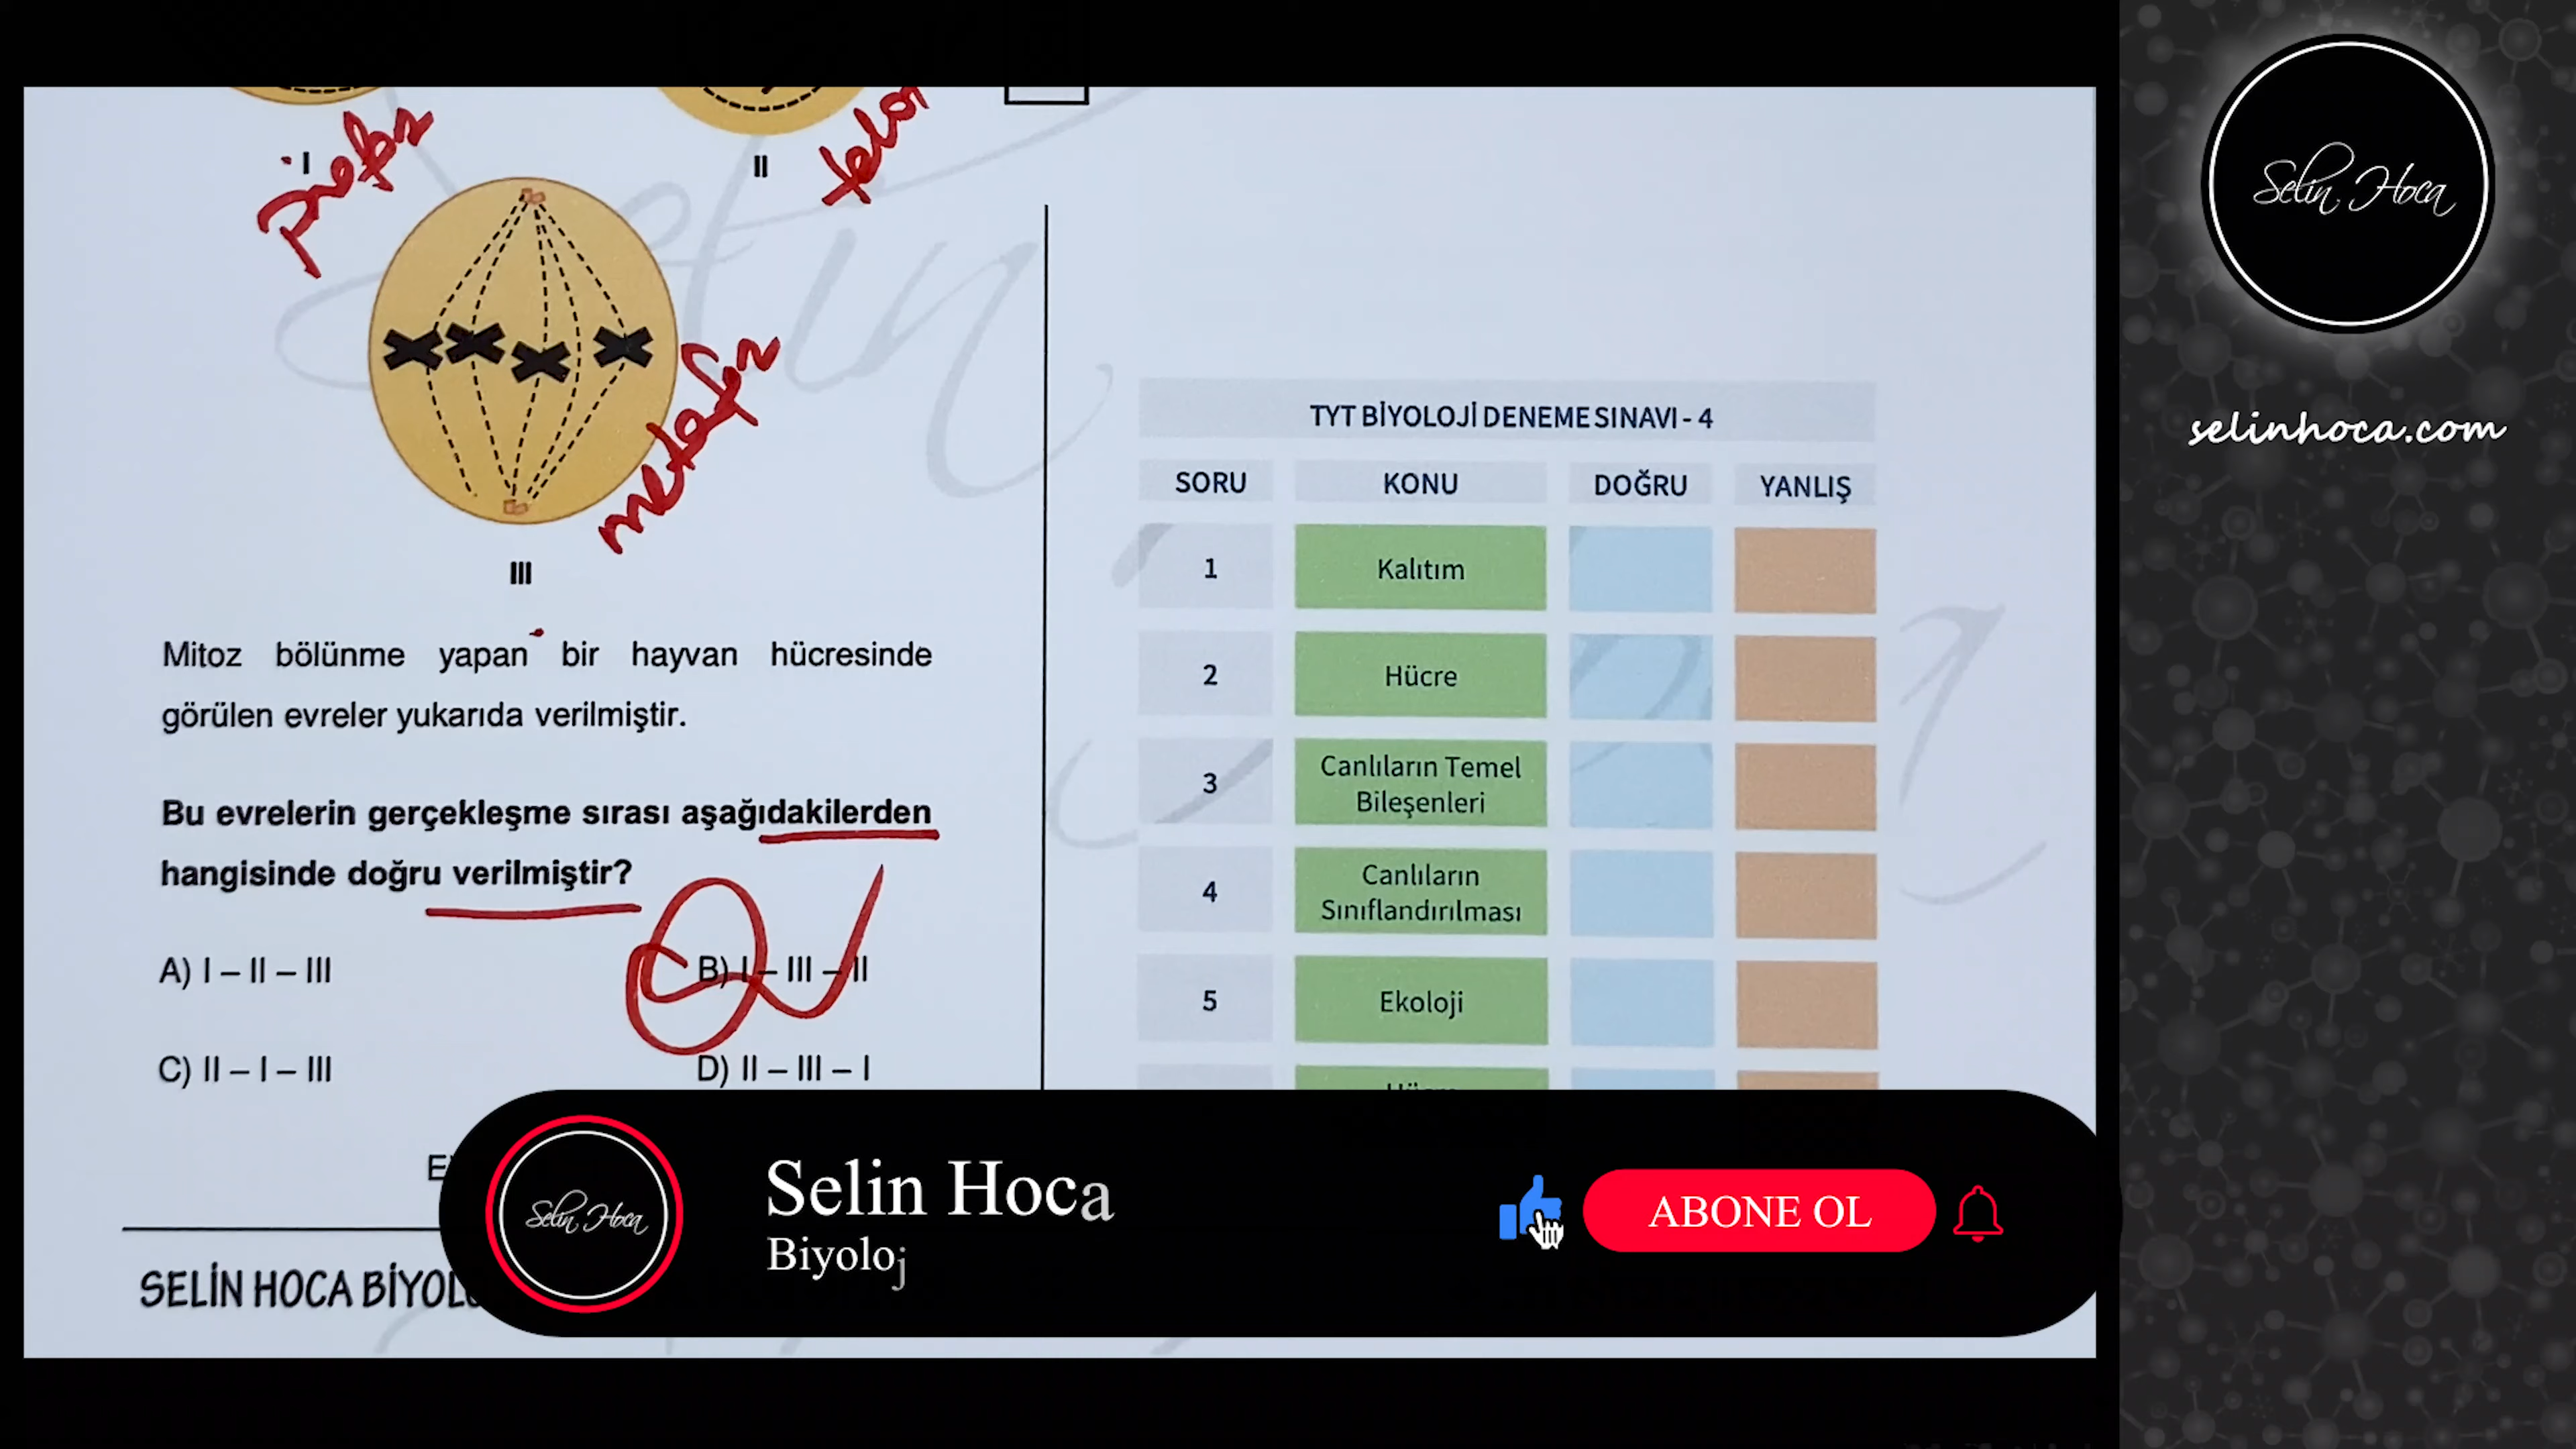 I
profaz
II
metafaz
III
Mitoz bölünme yapan bir hayvan hücresinde
görülen evreler yukarıda verilmiştir.
Bu evrelerin gerçekleşme sırası aşağıdakilerden
hangisinde doğru verilmiştir?
A) I – II – III
B) I – III – II
C) II – I – III
D) II – III – I
SELİN HOCA
TYT BİYOLOJİ DENEME SINAVI - 4
SORU KONU DOĞRU YANLIŞ
1 Kalıtım
2 Hücre
3 Canlıların Temel
Bileşenleri
4 Canlıların
Sınıflandırılması
5 Ekoloji
Selin Hoca
selinhoca.com
Selin Hoca
Selin Hoca
Biyoloj
ABONE OL